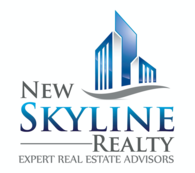 NEW
SKYLINE
REALTY
EXPERT REAL ESTATE ADVISORS